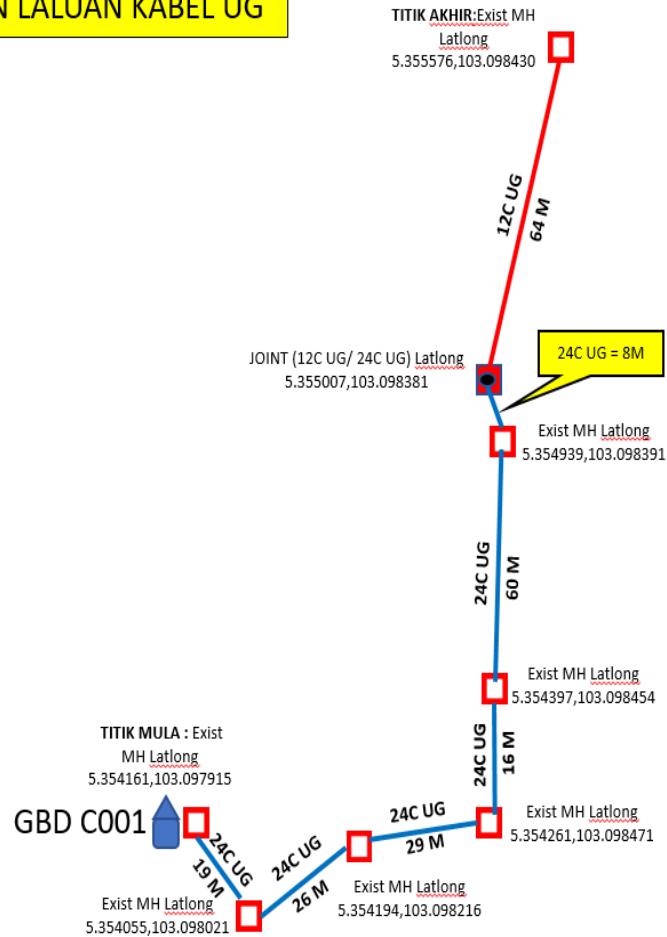 N LALUAN KABEL UG
TITIK AKHIR:Exist MH
Latlong
5.355576,103.098430
12C UG
64 M
JOINT (12C UG/ 24C UG) Latlong
5.355007,103.098381
24C UG = 8M
Exist MH Latlong
5.354939,103.098391
24C UG
60 M
Exist MH Latlong
5.354397,103.098454
24C UG
16 M
TITIK MULA : Exist
MH Latlong
5.354161,103.097915
GBD C001
24C UG
19 M
24C UG
26 M
24C UG
29 M
Exist MH Latlong
5.354261,103.098471
Exist MH Latlong
5.354194,103.098216
Exist MH Latlong
5.354055,103.098021